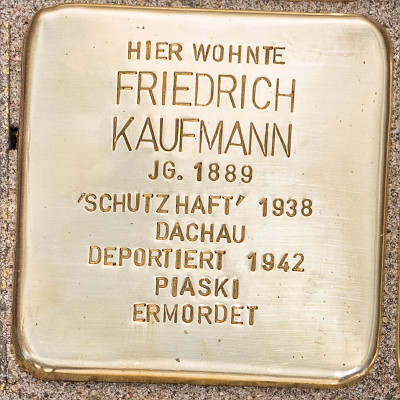 HIER WOHNTE
FRIEDRICH
KAUFMANN
JG. 1889
'SCHUTZHAFT' 1938
DACHAU
DEPORTIERT 1942
PIASKI
ERMORDET